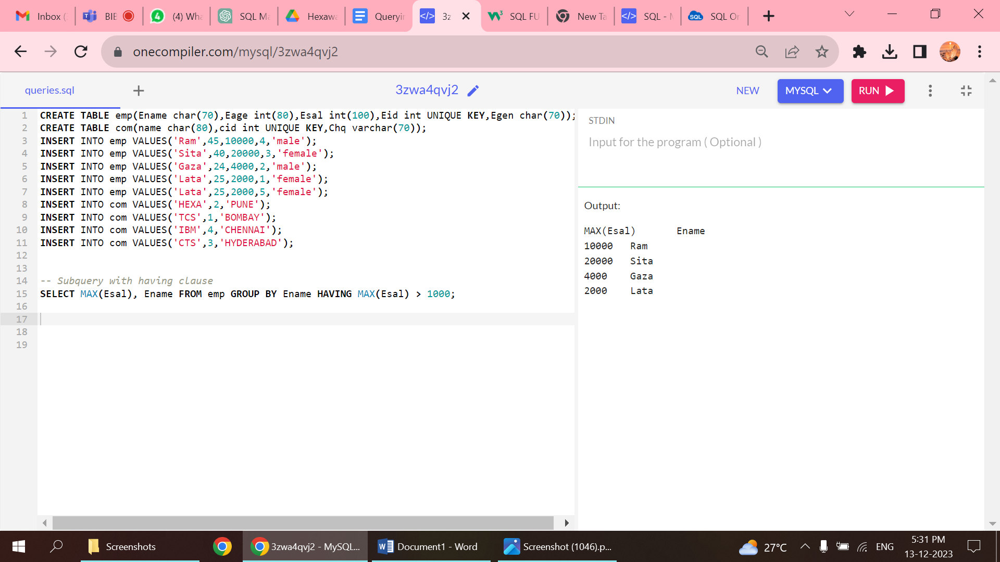 Inbox
BIE
(4) Wha
SQL Ma
Hexawa
Queryin
3z
SQL FU
New Ta
SQL - M
SQL On
onecompiler.com/mysql/3zwa4qvj2
queries.sql
3zwa4qvj2
NEW
MYSQL
RUN
1 CREATE TABLE emp(Ename char(70),Eage int(80),Esal int(100),Eid int UNIQUE KEY,Egen char(70));
2 CREATE TABLE com(name char(80),cid int UNIQUE KEY,Chq varchar(70));
3 INSERT INTO emp VALUES('Ram',45,10000,4,'male');
4 INSERT INTO emp VALUES('Sita',40,20000,3,'female');
5 INSERT INTO emp VALUES('Gaza',24,4000,2,'male');
6 INSERT INTO emp VALUES('Lata',25,2000,1,'female');
7 INSERT INTO emp VALUES('Lata',25,2000,5,'female');
8 INSERT INTO com VALUES('HEXA',2,'PUNE');
9 INSERT INTO com VALUES('TCS',1,'BOMBAY');
10 INSERT INTO com VALUES('IBM',4,'CHENNAI');
11 INSERT INTO com VALUES('CTS',3,'HYDERABAD');
12
13
14 -- Subquery with having clause
15 SELECT MAX(Esal), Ename FROM emp GROUP BY Ename HAVING MAX(Esal) > 1000;
16
17
18
19
STDIN
Input for the program ( Optional )
Output:
MAX(Esal) Ename
10000 Ram
20000 Sita
4000 Gaza
2000 Lata
Screenshots
3zwa4qvj2 - MySQL...
Document1 - Word
Screenshot (1046).p...
27°C
ENG
5:31 PM
13-12-2023